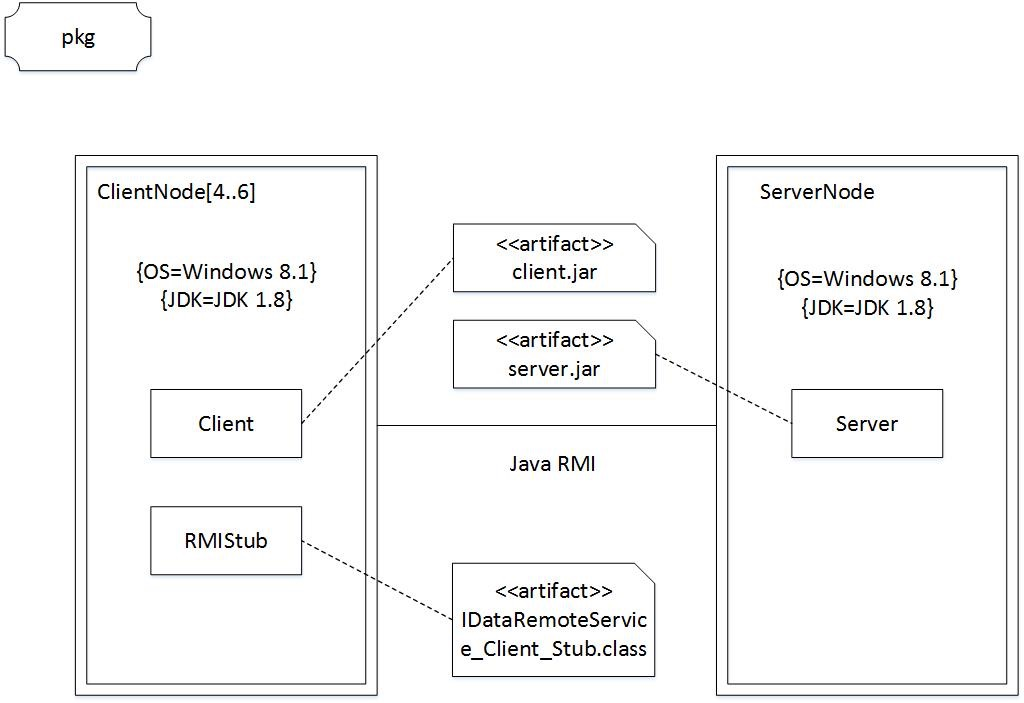 pkg
ClientNode[4..6]
{OS=Windows 8.1}
{JDK=JDK 1.8}
Client
RMIStub
<<artifact>>
client.jar
<<artifact>>
server.jar
Java RMI
<<artifact>>
IDataRemoteServic
e_Client_Stub.class
ServerNode
{OS=Windows 8.1}
{JDK=JDK 1.8}
Server